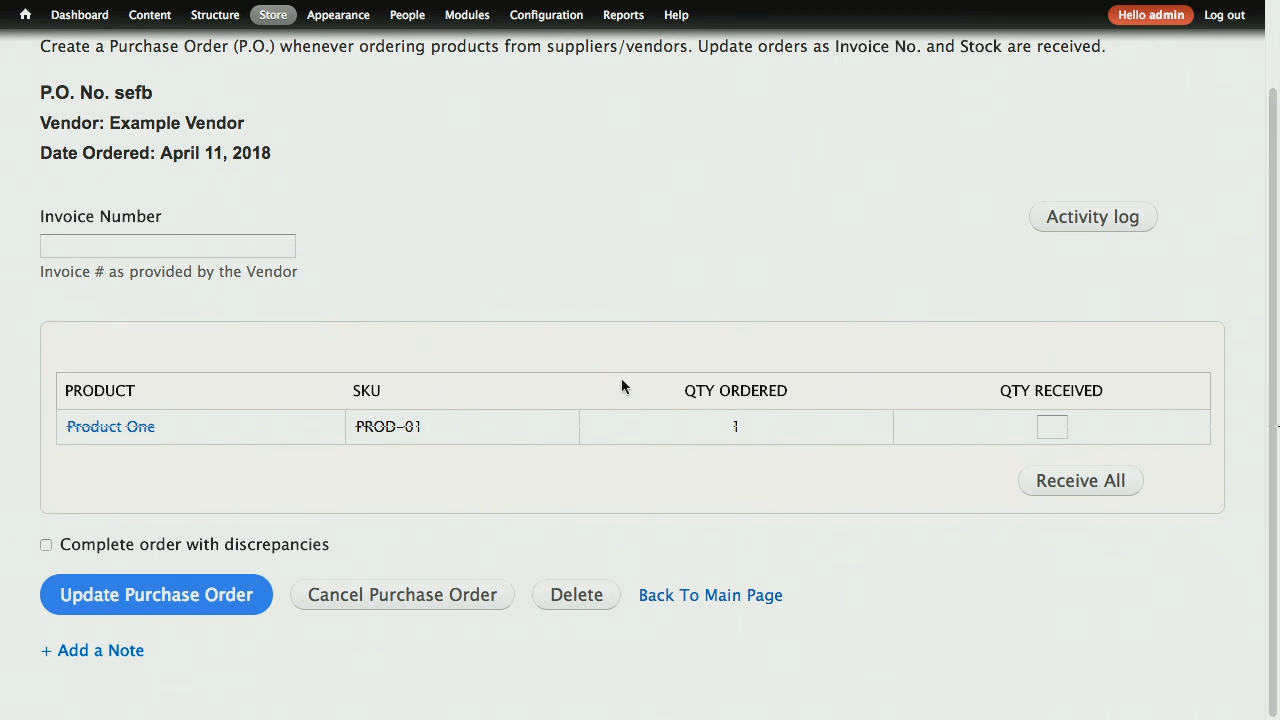 Dashboard Content Structure Store Appearance People Modules Configuration Reports Help Hello admin Log out
Create a Purchase Order (P.O.) whenever ordering products from suppliers/vendors. Update orders as Invoice No. and Stock are received.
P.O. No. sefb
Vendor: Example Vendor
Date Ordered: April 11, 2018
Invoice Number
Activity log
Invoice # as provided by the Vendor
PRODUCT SKU QTY ORDERED QTY RECEIVED
Product One PROD-01 1
Receive All
Complete order with discrepancies
Update Purchase Order Cancel Purchase Order Delete Back To Main Page
+ Add a Note